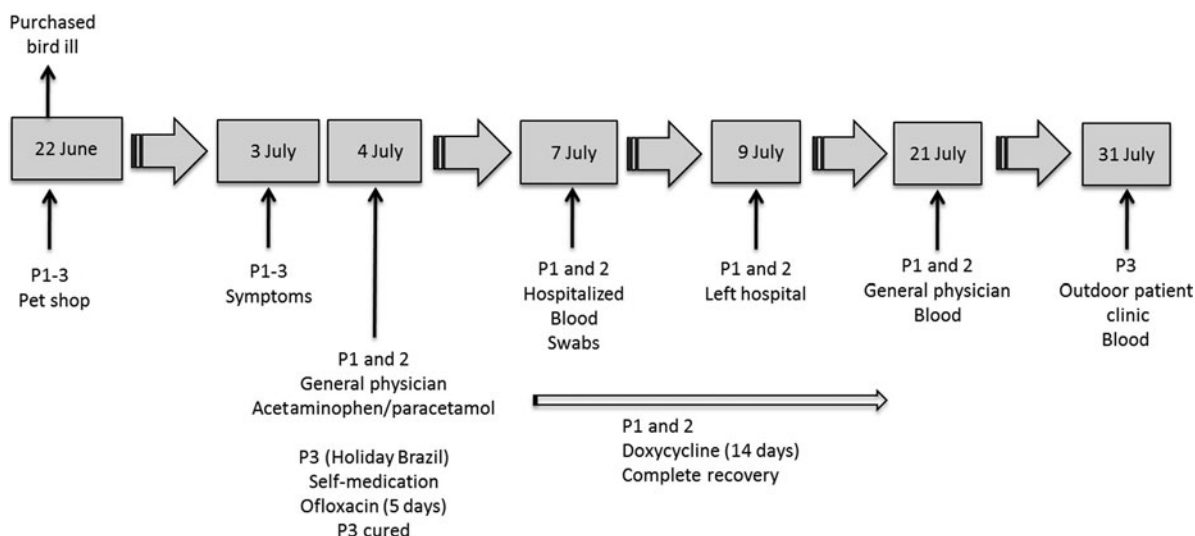 Purchased
bird ill
22 June
3 July
4 July
7 July
9 July
21 July
31 July
P1-3
Pet shop
P1-3
Symptoms
P1 and 2
General physician
Acetaminophen/paracetamol
P3 (Holiday Brazil)
Self-medication
Ofloxacin (5 days)
P3 cured
P1 and 2
Hospitalized
Blood
Swabs
P1 and 2
Left hospital
P1 and 2
General physician
Blood
P3
Outdoor patient
clinic
Blood
P1 and 2
Doxycycline (14 days)
Complete recovery